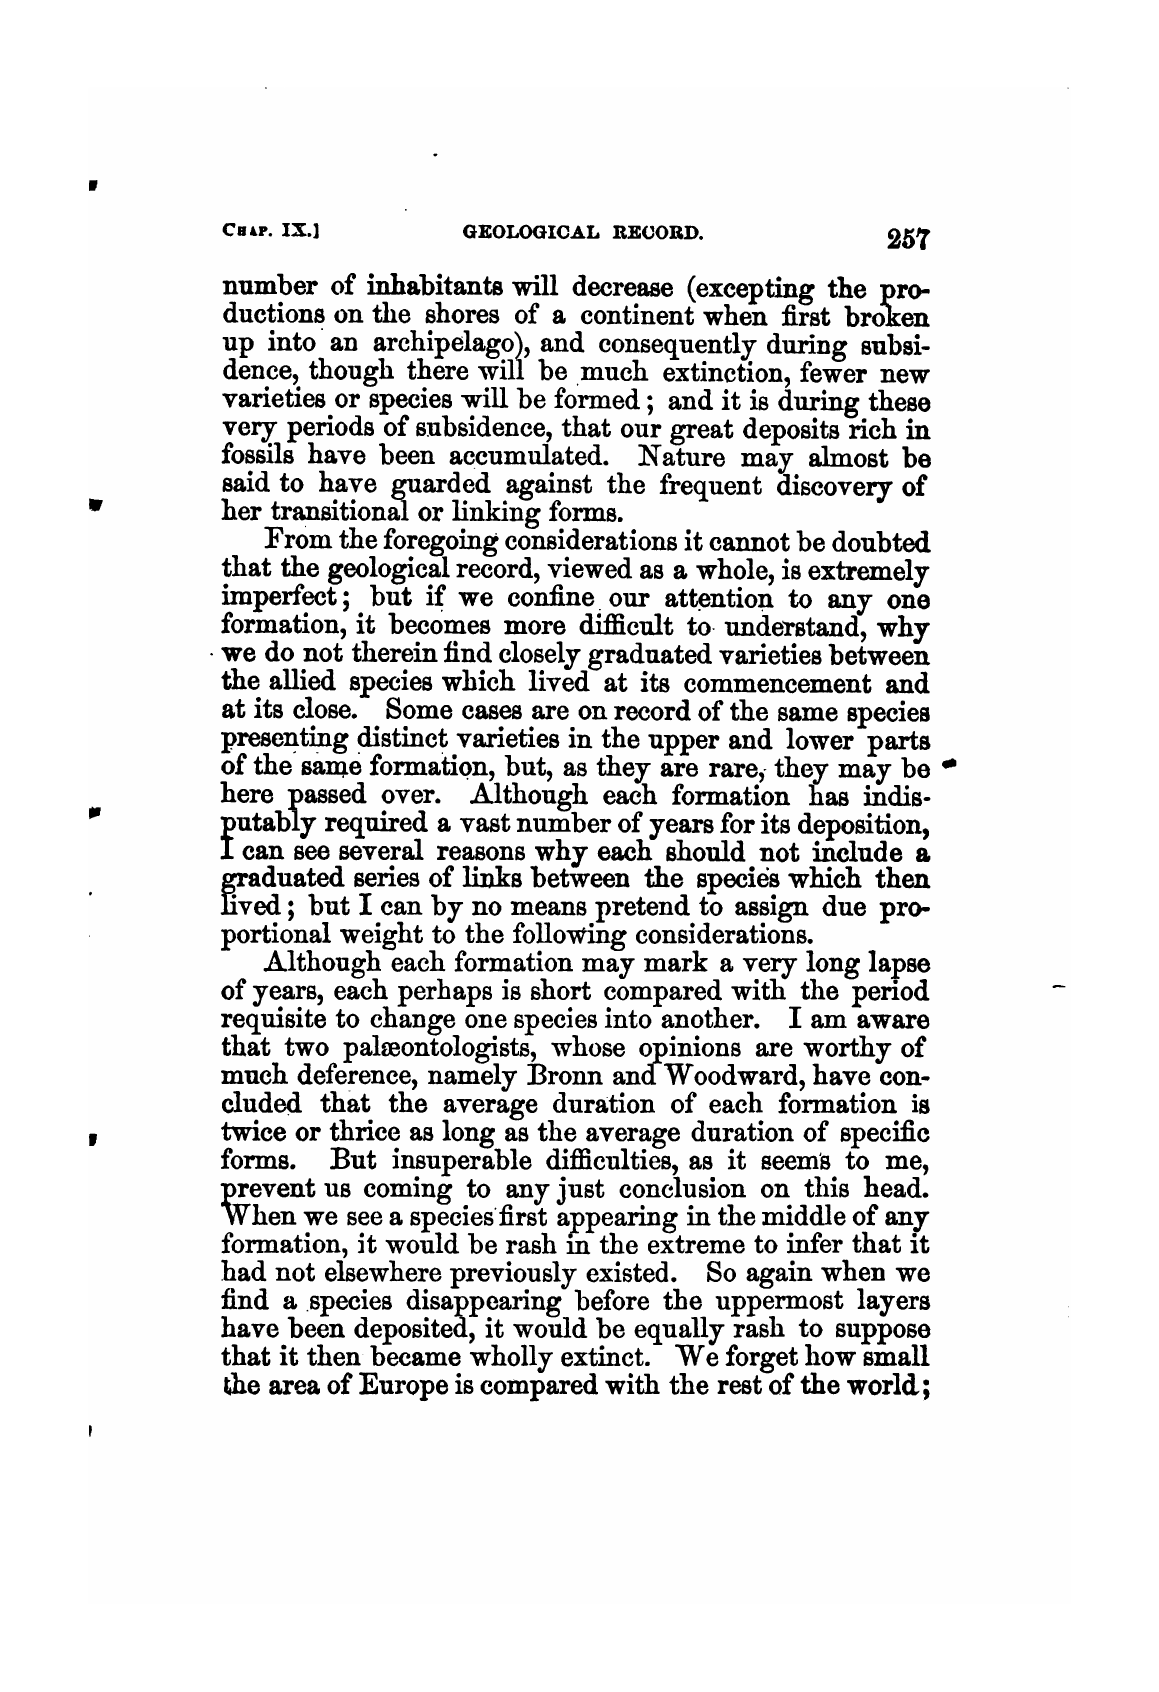 CHAP. IX.] GEOLOGICAL RECORD. 257
number of inhabitants will decrease (excepting the pro-
ductions on the shores of a continent when first broken
up into an archipelago), and consequently during subsi-
dence, though there will be much extinction, fewer new
varieties or species will be formed; and it is during these
very periods of subsidence, that our great deposits rich in
fossils have been accumulated. Nature may almost be
said to have guarded against the frequent discovery of
her transitional or linking forms.
From the foregoing considerations it cannot be doubted
that the geological record, viewed as a whole, is extremely
imperfect; but if we confine our attention to any one
formation, it becomes more difficult to understand, why
we do not therein find closely graduated varieties between
the allied species which lived at its commencement and
at its close. Some cases are on record of the same species
presenting distinct varieties in the upper and lower parts
of the same formation, but, as they are rare, they may be
here passed over. Although each formation has indis-
putably required a vast number of years for its deposition,
I can see several reasons why each should not include a
graduated series of links between the species which then
lived; but I can by no means pretend to assign due pro-
portional weight to the following considerations.
Although each formation may mark a very long lapse
of years, each perhaps is short compared with the period
requisite to change one species into another. I am aware
that two palæontologists, whose opinions are worthy of
much deference, namely Bronn and Woodward, have con-
cluded that the average duration of each formation is
twice or thrice as long as the average duration of specific
forms. But insuperable difficulties, as it seems to me,
prevent us coming to any just conclusion on this head.
When we see a species first appearing in the middle of any
formation, it would be rash in the extreme to infer that it
had not elsewhere previously existed. So again when we
find a species disappearing before the uppermost layers
have been deposited, it would be equally rash to suppose
that it then became wholly extinct. We forget how small
the area of Europe is compared with the rest of the world;